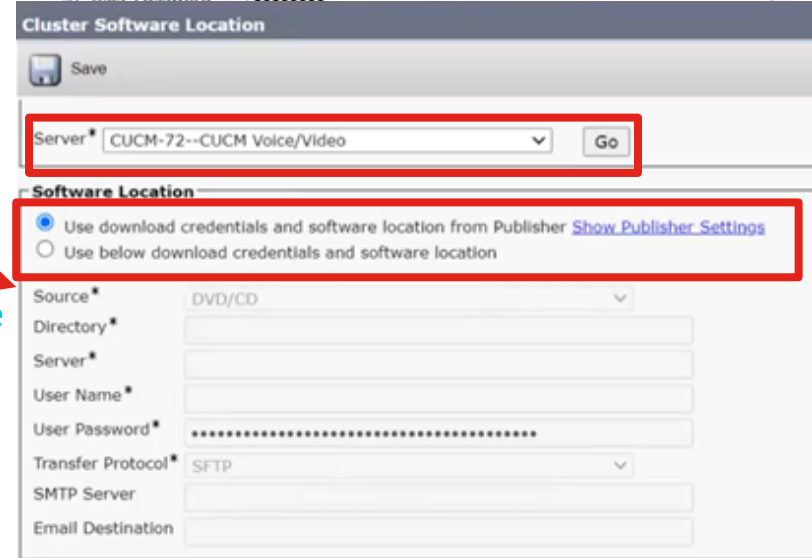 Cluster Software Location
Save
Server* CUCM-72--CUCM Voice/Video Go
Software Location
Use download credentials and software location from Publisher Show Publisher Settings
Use below download credentials and software location
Source* DVD/CD
Directory*
Server*
User Name*
User Password* ••••••••••••••••••••••••••••••••••••••••
Transfer Protocol* SFTP
SMTP Server
Email Destination